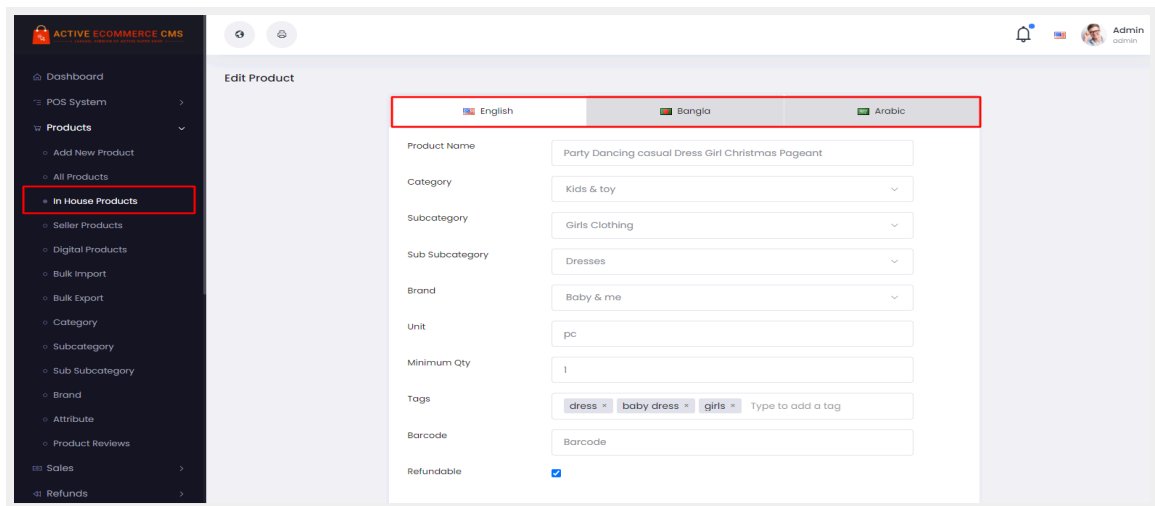 ACTIVE ECOMMERCE CMS
Admin
admin
Dashboard
POS System
Products
Add New Product
All Products
In House Products
Seller Products
Digital Products
Bulk Import
Bulk Export
Category
Subcategory
Sub Subcategory
Brand
Attribute
Product Reviews
Sales
Refunds
Edit Product
English Bangla Arabic
Product Name Party Dancing casual Dress Girl Christmas Pageant
Category Kids & toy
Subcategory Girls Clothing
Sub Subcategory Dresses
Brand Baby & me
Unit pc
Minimum Qty 1
Tags dress × baby dress × girls × Type to add a tag
Barcode Barcode
Refundable